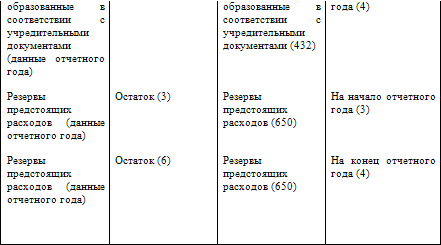 образованные в
соответствии с
учредительными
документами
(данные отчетного
года)
образованные в
соответствии с
учредительными
документами (432)
года (4)
Резервы
предстоящих
расходов (данные
отчетного года)
Остаток (3)
Резервы
предстоящих
расходов (650)
На начало отчетного
года (3)
Резервы
предстоящих
расходов (данные
отчетного года)
Остаток (6)
Резервы
предстоящих
расходов (650)
На конец отчетного
года (4)